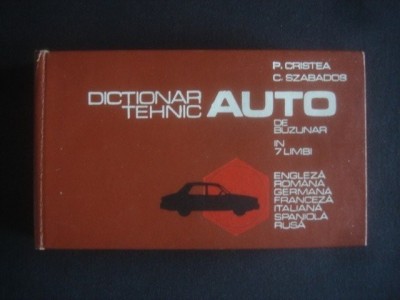 P. CRISTEA
C. SZABADOS
DICTIONAR
TEHNIC
AUTO
DE
BUZUNAR
IN
7 LIMBI
ENGLEZĂ
ROMÂNĂ
GERMANĂ
FRANCEZĂ
ITALIANĂ
SPANIOLĂ
RUSĂ